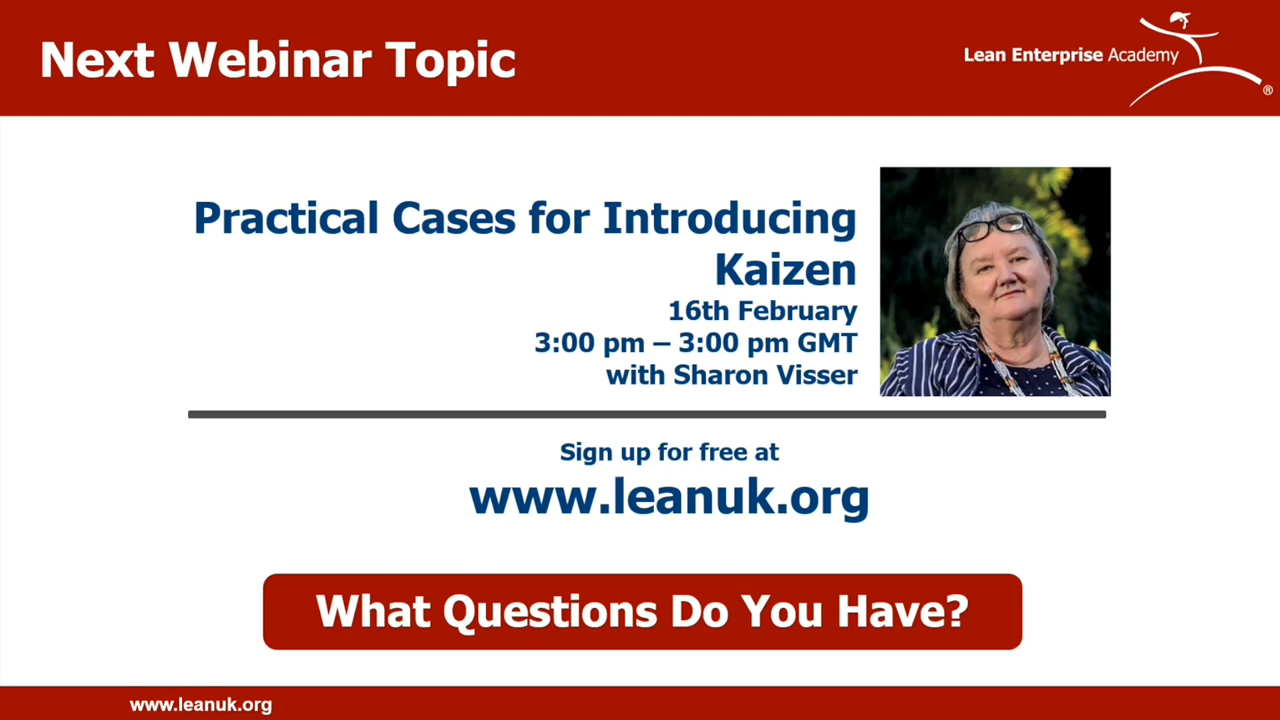 Next Webinar Topic
Lean Enterprise Academy
®
Practical Cases for Introducing
Kaizen
16th February
3:00 pm – 3:00 pm GMT
with Sharon Visser
Sign up for free at
www.leanuk.org
What Questions Do You Have?
www.leanuk.org